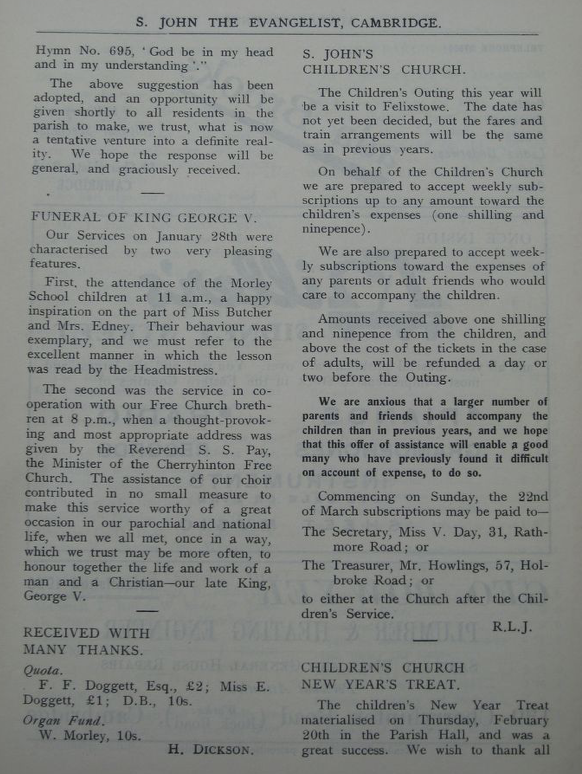 S. JOHN THE EVANGELIST, CAMBRIDGE.
Hymn No. 695, ‘God be in my head
and in my understanding’.”
The above suggestion has been
adopted, and an opportunity will be
given shortly to all residents in the
parish to make, we trust, what is now
a tentative venture into a definite real-
ity. We hope the response will be
general, and graciously received.
FUNERAL OF KING GEORGE V.
Our Services on January 28th were
characterised by two very pleasing
features.
First, the attendance of the Morley
School children at 11 a.m., a happy
inspiration on the part of Miss Butcher
and Mrs. Edney. Their behaviour was
exemplary, and we must refer to the
excellent manner in which the lesson
was read by the Headmistress.
The second was the service in co-
operation with our Free Church breth-
ren at 8 p.m., when a thought-provok-
ing and most appropriate address was
given by the Reverend S. S. Pay,
the Minister of the Cherryhinton Free
Church. The assistance of our choir
contributed in no small measure to
make this service worthy of a great
occasion in our parochial and national
life, when we all met, once in a way,
which we trust may be more often, to
honour together the life and work of a
man and a Christian—our late King,
George V.
RECEIVED WITH
MANY THANKS.
Quota.
F. F. Doggett, Esq., £2; Miss E.
Doggett, £1; D.B., 10s.
Organ Fund.
W. Morley, 10s.
H. DICKSON.
S. JOHN'S
CHILDREN'S CHURCH.
The Children's Outing this year will
be a visit to Felixstowe. The date has
not yet been decided, but the fares and
train arrangements will be the same
as in previous years.
On behalf of the Children's Church
we are prepared to accept weekly sub-
scriptions up to any amount toward the
children's expenses (one shilling and
ninepence).
We are also prepared to accept week-
ly subscriptions toward the expenses of
any parents or adult friends who would
care to accompany the children.
Amounts received above one shilling
and ninepence from the children, and
above the cost of the tickets in the case
of adults, will be refunded a day or
two before the Outing.
We are anxious that a larger number of
parents and friends should accompany the
children than in previous years, and we hope
that this offer of assistance will enable a good
many who have previously found it difficult
on account of expense, to do so.
Commencing on Sunday, the 22nd
of March subscriptions may be paid to—
The Secretary, Miss V. Day, 31, Rath-
more Road; or
The Treasurer, Mr. Howlings, 57, Hol-
broke Road; or
to either at the Church after the Chil-
dren's Service.
R.L.J.
CHILDREN'S CHURCH
NEW YEAR'S TREAT.
The children's New Year Treat
materialised on Thursday, February
20th in the Parish Hall, and was a
great success. We wish to thank all